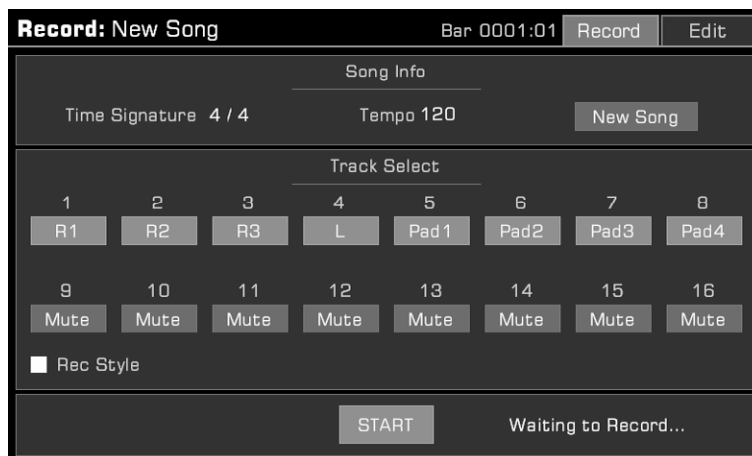 Record: New Song Bar 0001:01 Record Edit
Song Info
Time Signature 4 / 4 Tempo 120 New Song
Track Select
1 2 3 4 5 6 7 8
R1 R2 R3 L Pad1 Pad2 Pad3 Pad4
9 10 11 12 13 14 15 16
Mute Mute Mute Mute Mute Mute Mute Mute
Rec Style
START Waiting to Record...